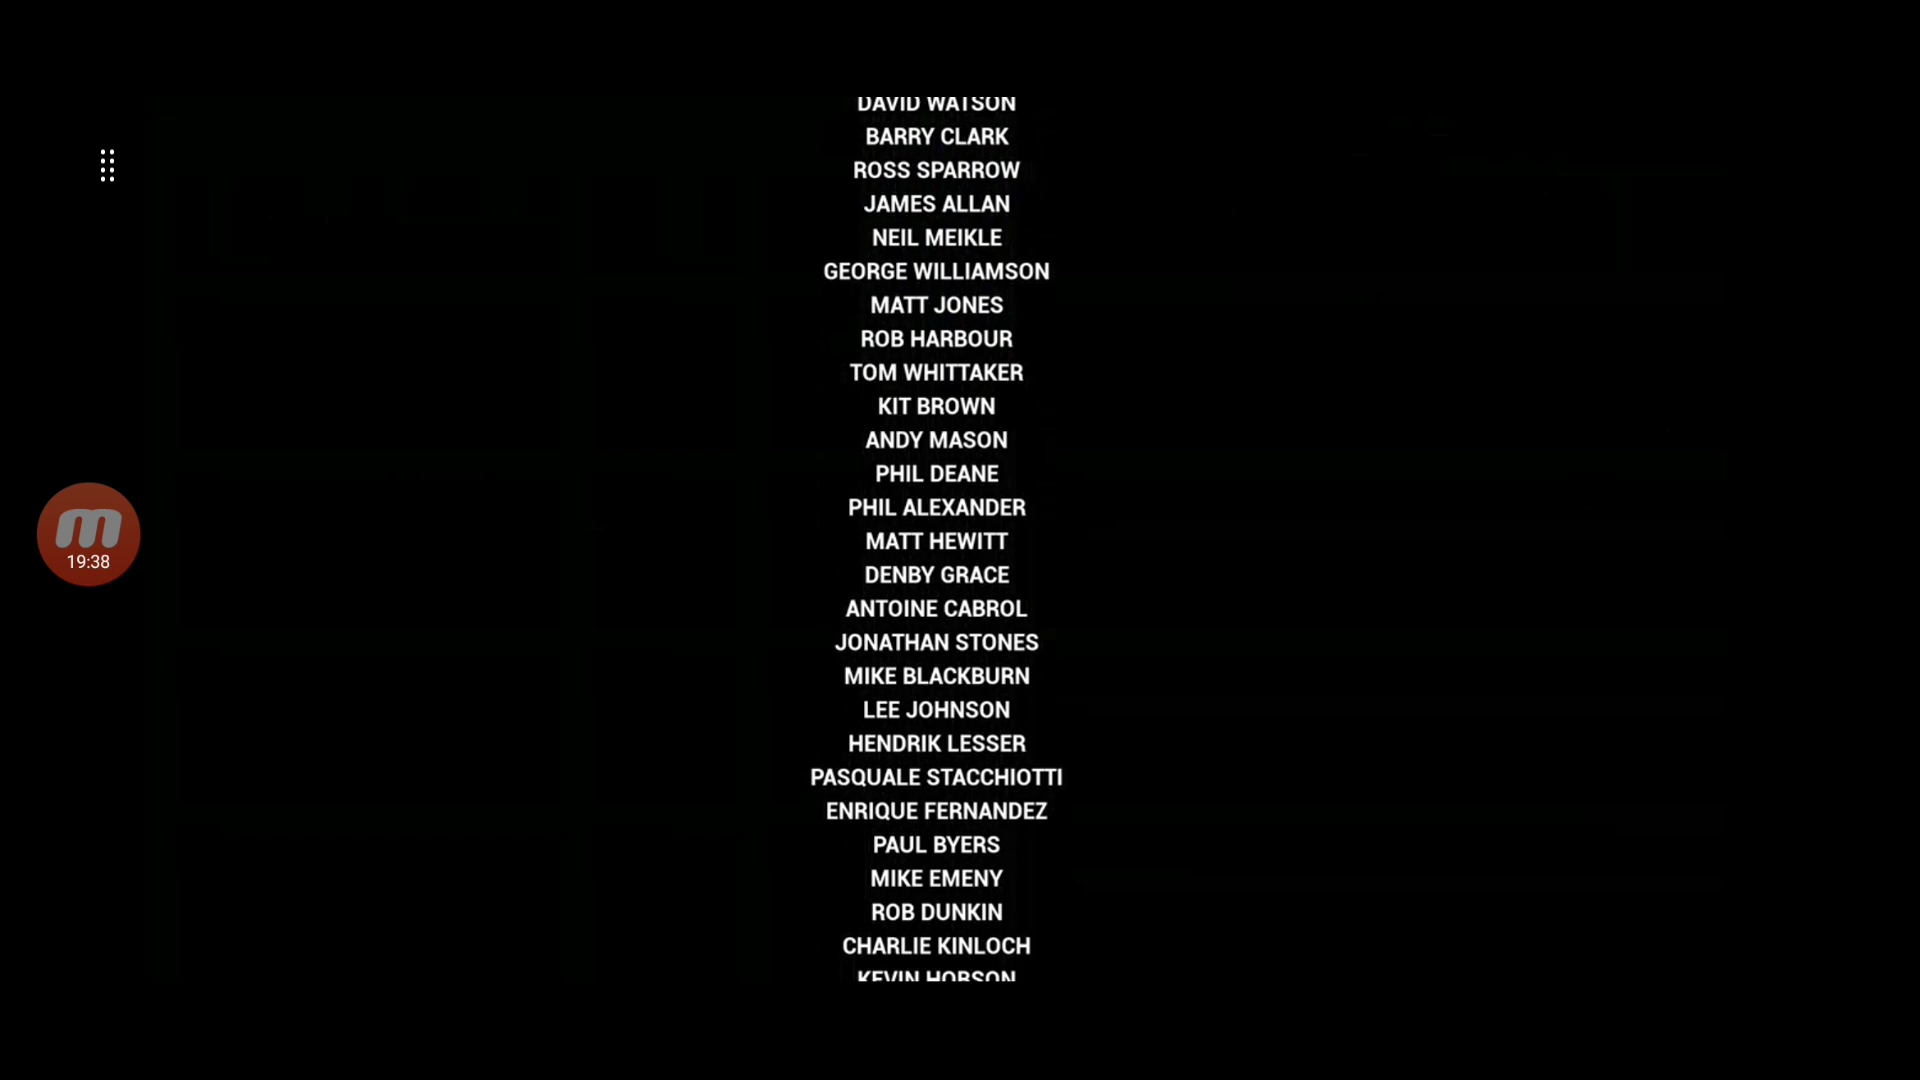 DAVID WATSON
BARRY CLARK
ROSS SPARROW
JAMES ALLAN
NEIL MEIKLE
GEORGE WILLIAMSON
MATT JONES
ROB HARBOUR
TOM WHITTAKER
KIT BROWN
ANDY MASON
PHIL DEANE
PHIL ALEXANDER
MATT HEWITT
DENBY GRACE
ANTOINE CABROL
JONATHAN STONES
MIKE BLACKBURN
LEE JOHNSON
HENDRIK LESSER
PASQUALE STACCHIOTTI
ENRIQUE FERNANDEZ
PAUL BYERS
MIKE EMENY
ROB DUNKIN
CHARLIE KINLOCH
KEVIN HOBSON
19:38